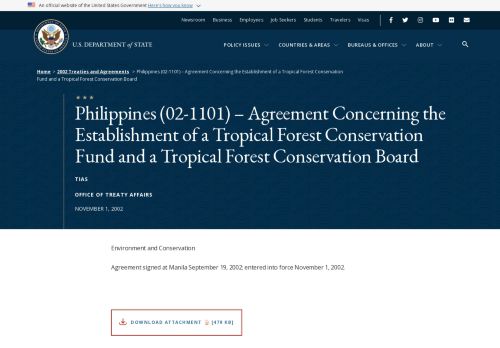 An official website of the United States Government Here's how you know
Newsroom Business Employees Job Seekers Students Travelers Visas
U.S. DEPARTMENT of STATE
POLICY ISSUES COUNTRIES & AREAS BUREAUS & OFFICES ABOUT
Home > 2002 Treaties and Agreements > Philippines (02-1101) – Agreement Concerning the Establishment of a Tropical Forest Conservation
Fund and a Tropical Forest Conservation Board
Philippines (02-1101) – Agreement Concerning the
Establishment of a Tropical Forest Conservation
Fund and a Tropical Forest Conservation Board
TIAS
OFFICE OF TREATY AFFAIRS
NOVEMBER 1, 2002
Environment and Conservation
Agreement signed at Manila September 19, 2002; entered into force November 1, 2002.
DOWNLOAD ATTACHMENT [479 KB]